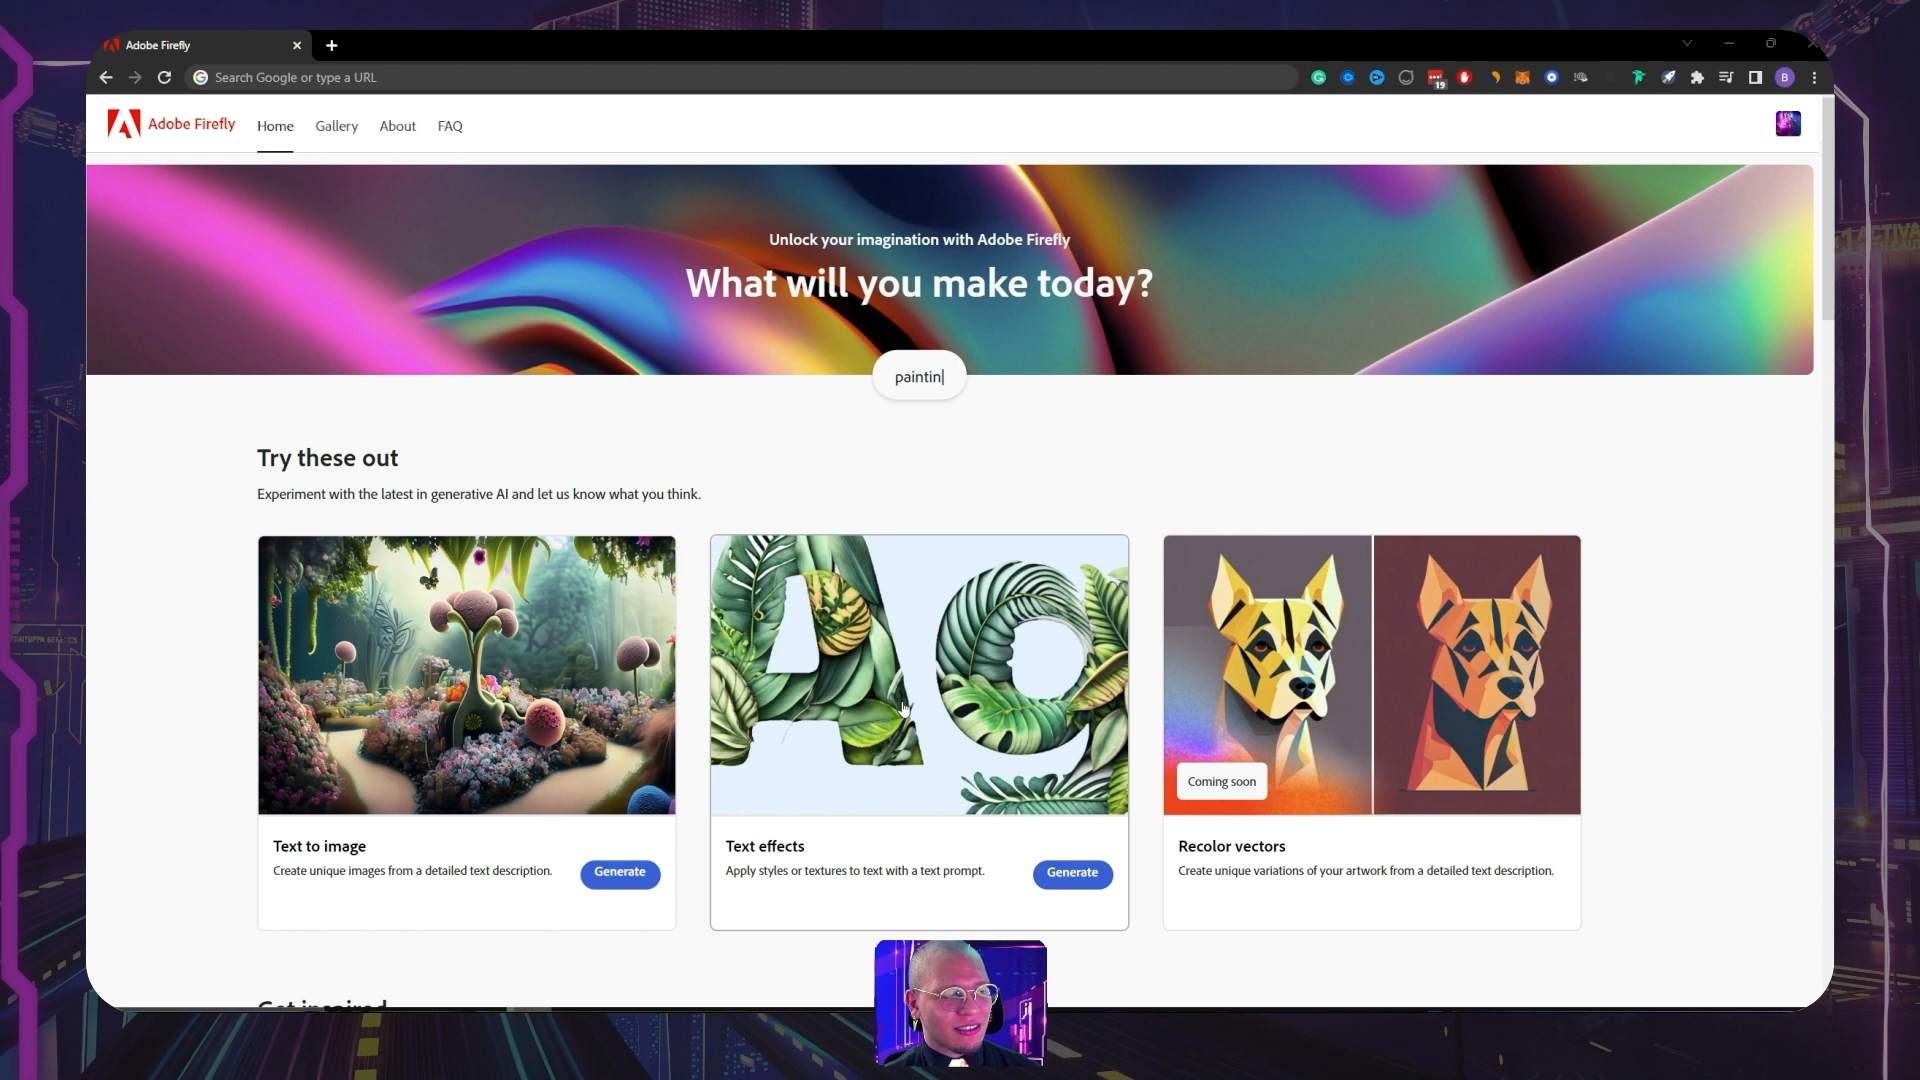 Adobe Firefly
Search Google or type a URL
19
B
Adobe Firefly
Home
Gallery
About
FAQ
Unlock your imagination with Adobe Firefly
What will you make today?
paintin
Try these out
Experiment with the latest in generative AI and let us know what you think.
Ag
Coming soon
Text to image
Create unique images from a detailed text description.
Generate
Text effects
Apply styles or textures to text with a text prompt.
Generate
Recolor vectors
Create unique variations of your artwork from a detailed text description.
Get inspired